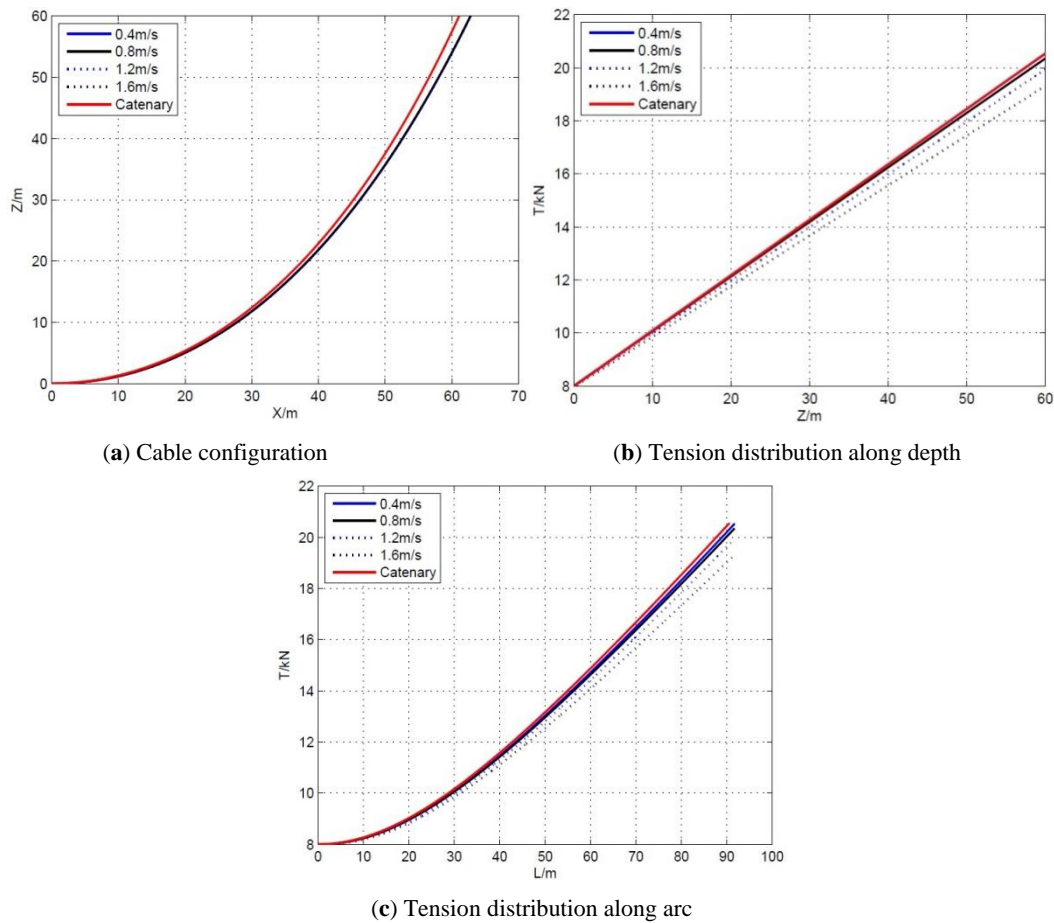 60
50
40
30
20
10
0
Z/m
0.4m/s
0.8m/s
1.2m/s
1.6m/s
Catenary
0 10 20 30 40 50 60 70
X/m
(a) Cable configuration
22
20
18
16
14
12
10
8
T/kN
0.4m/s
0.8m/s
1.2m/s
1.6m/s
Catenary
0 10 20 30 40 50 60
Z/m
(b) Tension distribution along depth
22
20
18
16
14
12
10
8
T/kN
0.4m/s
0.8m/s
1.2m/s
1.6m/s
Catenary
0 10 20 30 40 50 60 70 80 90 100
L/m
(c) Tension distribution along arc